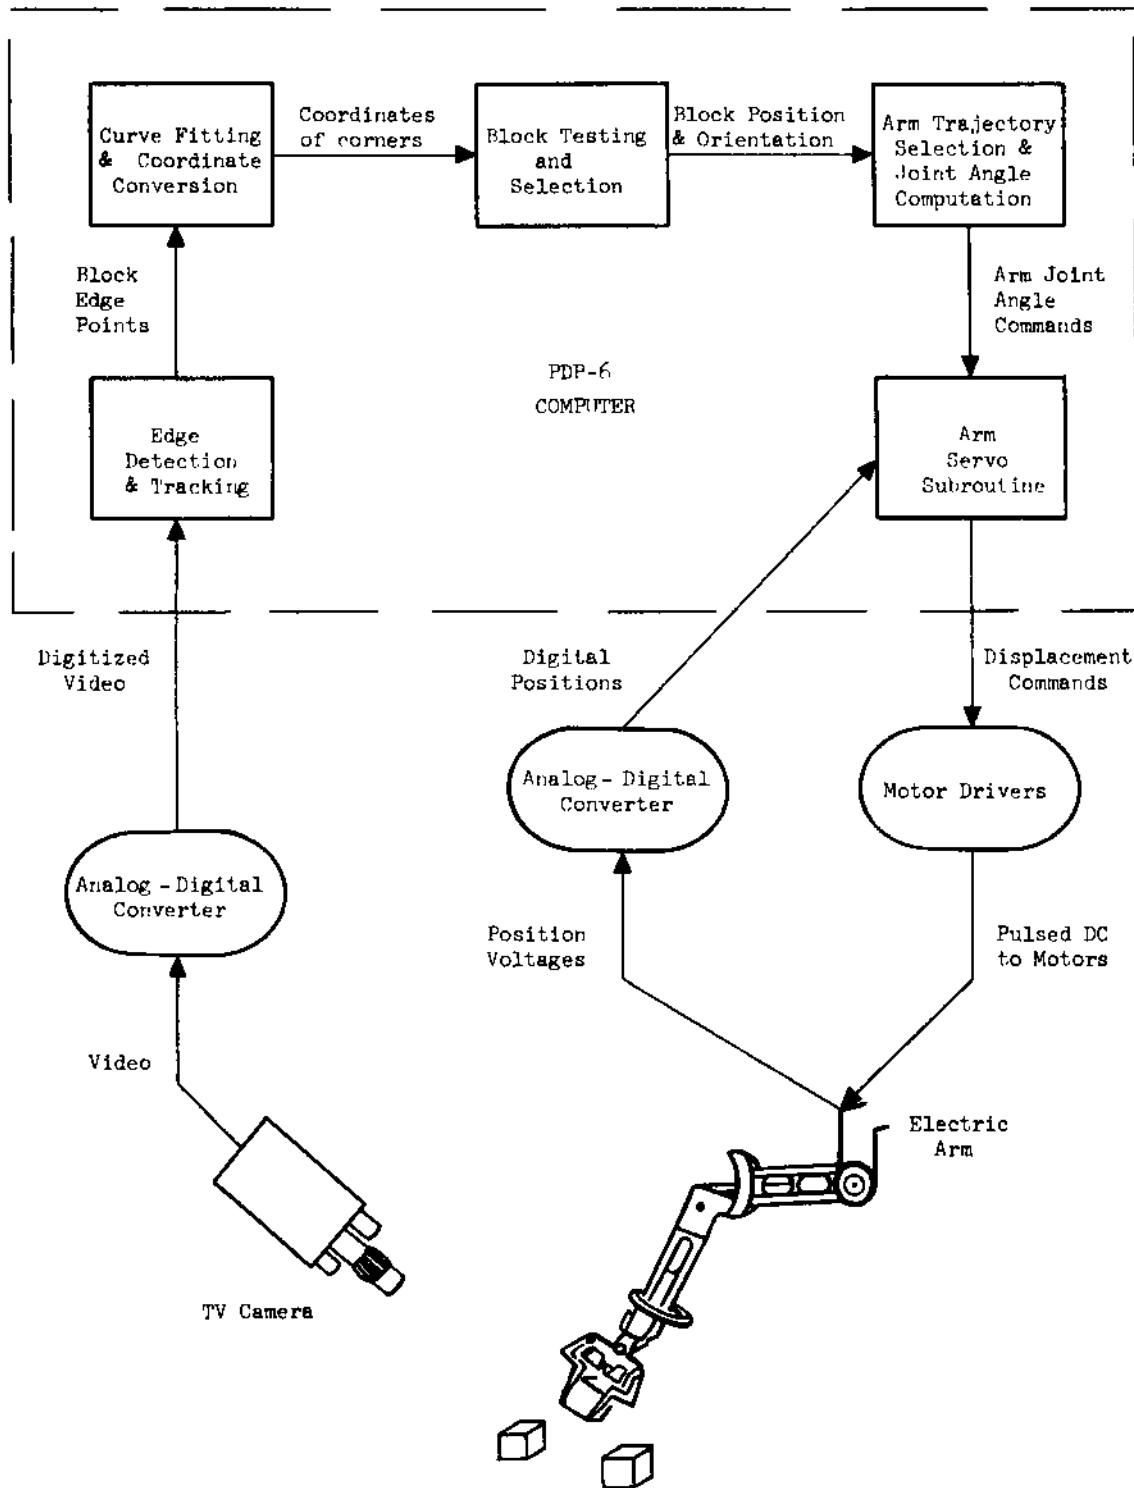 Curve Fitting
& Coordinate
Conversion
Coordinates
of corners
Block Testing
and
Selection
Block Position
& Orientation
Arm Trajectory
Selection &
Joint Angle
Computation
Block
Edge
Points
Arm Joint
Angle
Commands
PDP-6
COMPUTER
Edge
Detection
& Tracking
Arm
Servo
Subroutine
Digitized
Video
Digital
Positions
Displacement
Commands
Analog-Digital
Converter
Motor Drivers
Analog-Digital
Converter
Position
Voltages
Pulsed DC
to Motors
Video
Electric
Arm
TV Camera